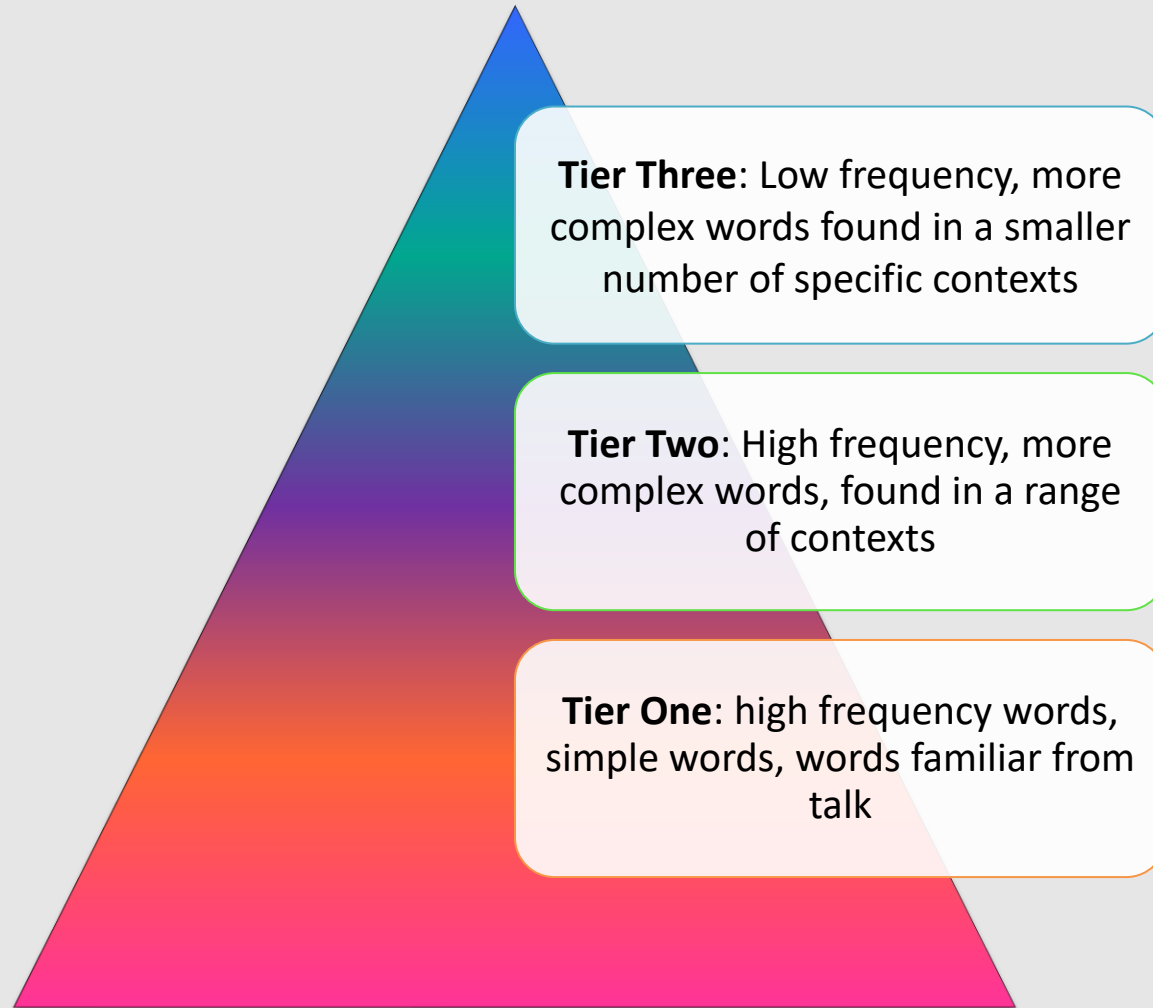 Tier Three: Low frequency, more
complex words found in a smaller
number of specific contexts
Tier Two: High frequency, more
complex words, found in a range
of contexts
Tier One: high frequency words,
simple words, words familiar from
talk